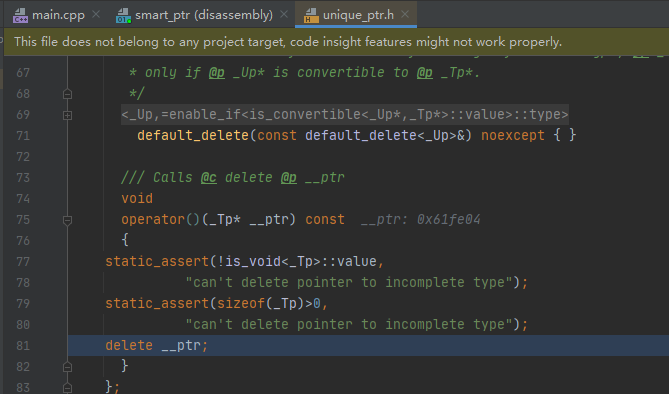 main.cpp smart_ptr (disassembly) unique_ptr.h
This file does not belong to any project target, code insight features might not work properly.
67 * only if @p _Up* is convertible to @p _Tp*.
68 */
69 <_Up,=enable_if<is_convertible<_Up*,_Tp*>::value>::type>
71 default_delete(const default_delete<_Up>&) noexcept { }
72
73 /// Calls @c delete @p __ptr
74 void
75 operator()(_Tp* __ptr) const __ptr: 0x61fe04
76 {
77 static_assert(!is_void<_Tp>::value,
78 "can't delete pointer to incomplete type");
79 static_assert(sizeof(_Tp)>0,
80 "can't delete pointer to incomplete type");
81 delete __ptr;
82 }
83 };